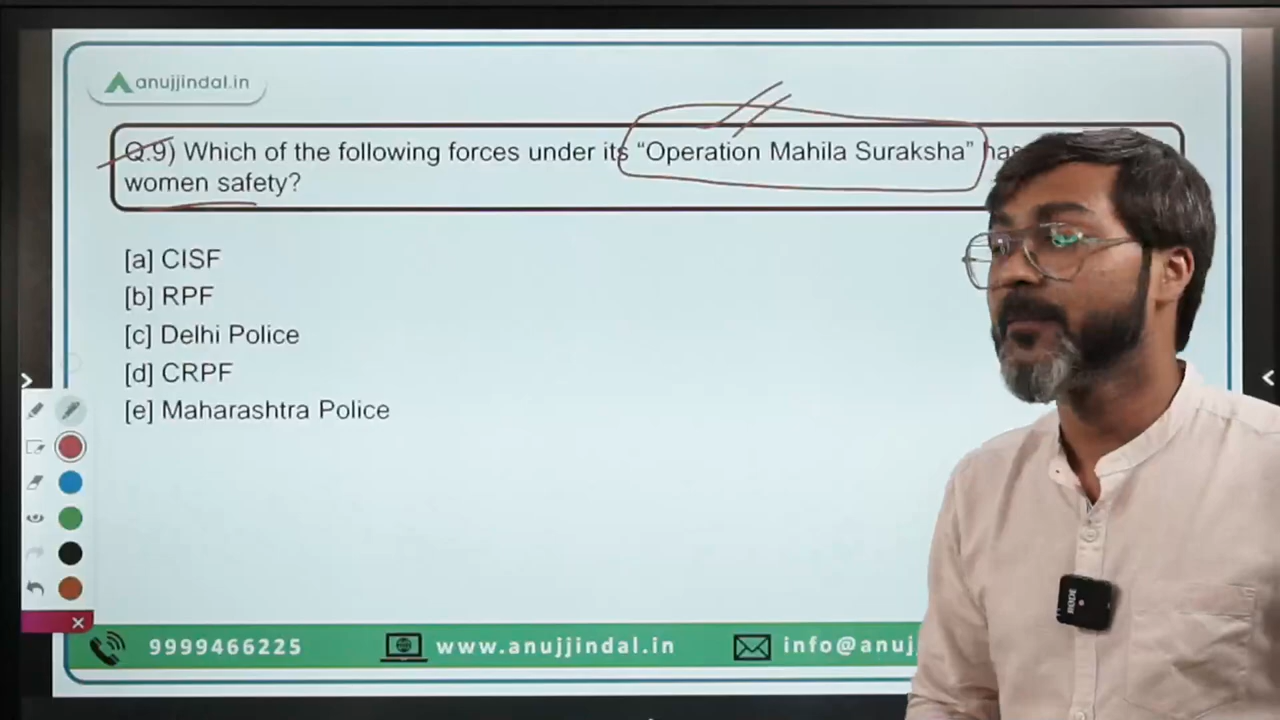 anujjindal.in
Q.9) Which of the following forces under its “Operation Mahila Suraksha” has
women safety?
[a] CISF
[b] RPF
[c] Delhi Police
[d] CRPF
[e] Maharashtra Police
RODE
9999466225 www.anujjindal.in info@anuj